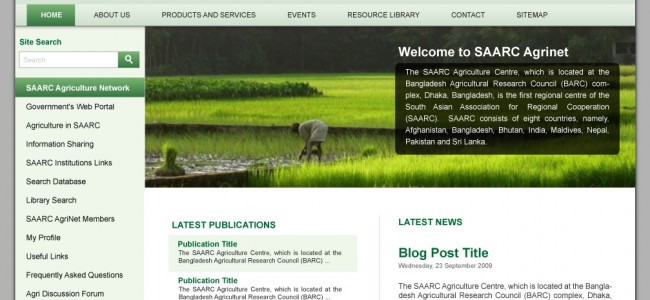 HOME ABOUT US PRODUCTS AND SERVICES EVENTS RESOURCE LIBRARY CONTACT SITEMAP
Site Search
Search
SAARC Agriculture Network
Government's Web Portal
Agriculture in SAARC
Information Sharing
SAARC Institutions Links
Search Database
Library Search
SAARC AgriNet Members
My Profile
Useful Links
Frequently Asked Questions
Agri Discussion Forum
Welcome to SAARC Agrinet
The SAARC Agriculture Centre, which is located at the
Bangladesh Agricultural Research Council (BARC) com-
plex, Dhaka, Bangladesh, is the first regional centre of the
South Asian Association for Regional Cooperation
(SAARC). SAARC consists of eight countries, namely,
Afghanistan, Bangladesh, Bhutan, India, Maldives, Nepal,
Pakistan and Sri Lanka.
LATEST PUBLICATIONS
Publication Title
The SAARC Agriculture Centre, which is located at the
Bangladesh Agricultural Research Council (BARC) ...
Publication Title
The SAARC Agriculture Centre, which is located at the
Bangladesh Agricultural Research Council (BARC) ...
LATEST NEWS
Blog Post Title
Wednesday, 23 September 2009
The SAARC Agriculture Centre, which is located at the Bangla-
desh Agricultural Research Council (BARC) complex, Dhaka,